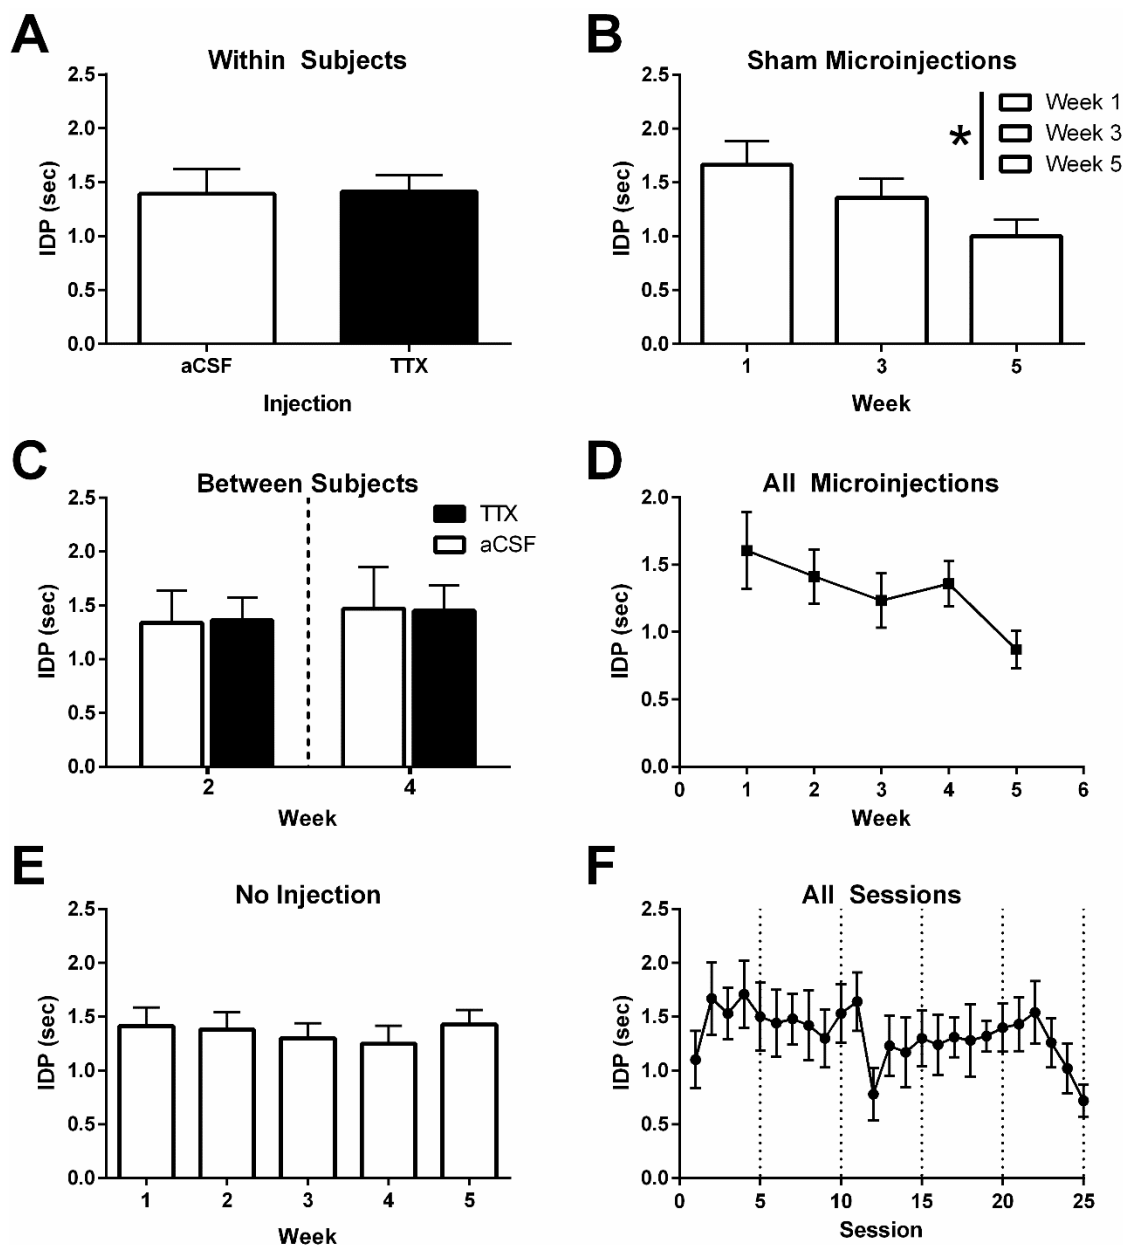 A
Within Subjects
2.5
2.0
1.5
1.0
0.5
0.0
IDP (sec)
aCSF
TTX
Injection
B
Sham Microinjections
2.5
2.0
1.5
1.0
0.5
0.0
IDP (sec)
*
Week 1
Week 3
Week 5
1
3
5
Week
C
Between Subjects
2.5
2.0
1.5
1.0
0.5
0.0
IDP (sec)
TTX
aCSF
2
4
Week
D
All Microinjections
2.0
1.5
1.0
0.5
0.0
IDP (sec)
0
1
2
3
4
5
6
Week
E
No Injection
2.5
2.0
1.5
1.0
0.5
0.0
IDP (sec)
1
2
3
4
5
Week
F
All Sessions
2.5
2.0
1.5
1.0
0.5
0.0
IDP (sec)
0
5
10
15
20
25
Session